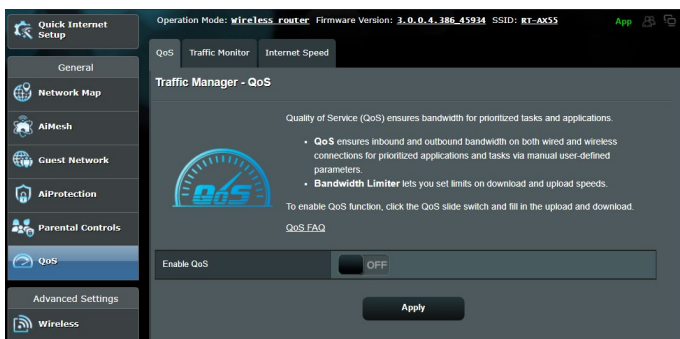 Quick Internet
Setup
Operation Mode: Wireless router Firmware Version: 3.0.0.4.386_45934 SSID: RT-AX55
App
QoS
Traffic Monitor
Internet Speed
General
Network Map
AiMesh
Guest Network
AiProtection
Parental Controls
QoS
Advanced Settings
Wireless
Traffic Manager - QoS
Quality of Service (QoS) ensures bandwidth for prioritized tasks and applications.
• QoS ensures inbound and outbound bandwidth on both wired and wireless
connections for prioritized applications and tasks via manual user-defined
parameters.
• Bandwidth Limiter lets you set limits on download and upload speeds.
To enable QoS function, click the QoS slide switch and fill in the upload and download.
QoS FAQ
QoS
Enable QoS
OFF
Apply